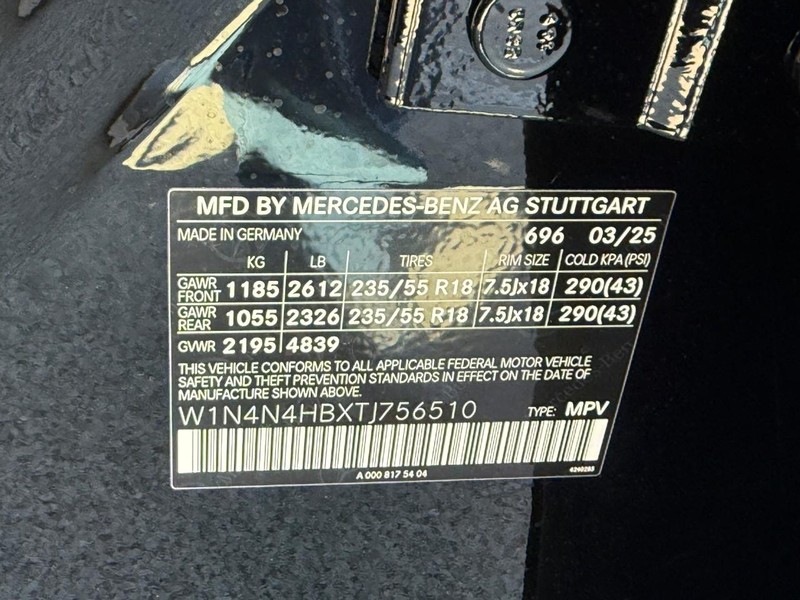 MFD BY MERCEDES-BENZ AG STUTTGART
MADE IN GERMANY 696 03/25
KG LB TIRES RIM SIZE COLD KPA (PSI)
GAWR FRONT 1185 2612 235/55 R18 7.5Jx18 290(43)
GAWR REAR 1055 2326 235/55 R18 7.5Jx18 290(43)
GVWR 2195 4839
THIS VEHICLE CONFORMS TO ALL APPLICABLE FEDERAL MOTOR VEHICLE
SAFETY AND THEFT PREVENTION STANDARDS IN EFFECT ON THE DATE OF
MANUFACTURE SHOWN ABOVE.
W1N4N4HBXTJ756510 TYPE: MPV
A 000 817 54 04